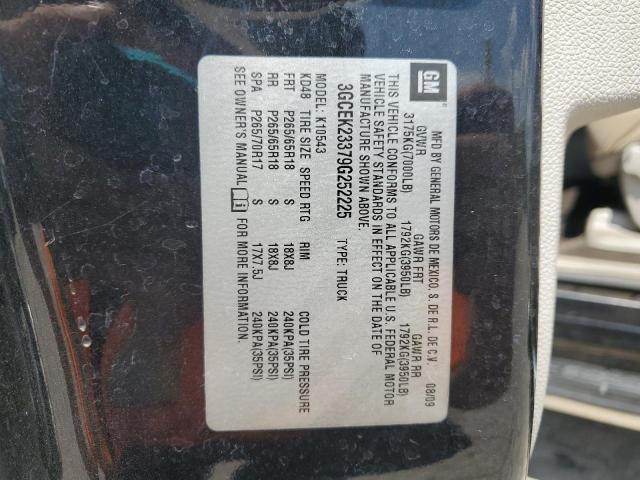 GM®
MFD BY GENERAL MOTORS DE MEXICO, S. DE R.L. DE C.V. 08/09
GVWR GAWR FRT GAWR RR
3175KG(7000LB) 1792KG(3950LB) 1792KG(3950LB)
THIS VEHICLE CONFORMS TO ALL APPLICABLE U.S. FEDERAL MOTOR
VEHICLE SAFETY STANDARDS IN EFFECT ON THE DATE OF
MANUFACTURE SHOWN ABOVE.
3GCEK23379G252225 TYPE: TRUCK
MODEL: K10543
KD48 TIRE SIZE SPEED RTG RIM COLD TIRE PRESSURE
FRT P265/65R18 S 18X8J 240KPA(35PSI)
RR P265/65R18 S 18X8J 240KPA(35PSI)
SPA P265/70R17 S 17X7.5J 240KPA(35PSI)
SEE OWNER'S MANUAL FOR MORE INFORMATION.